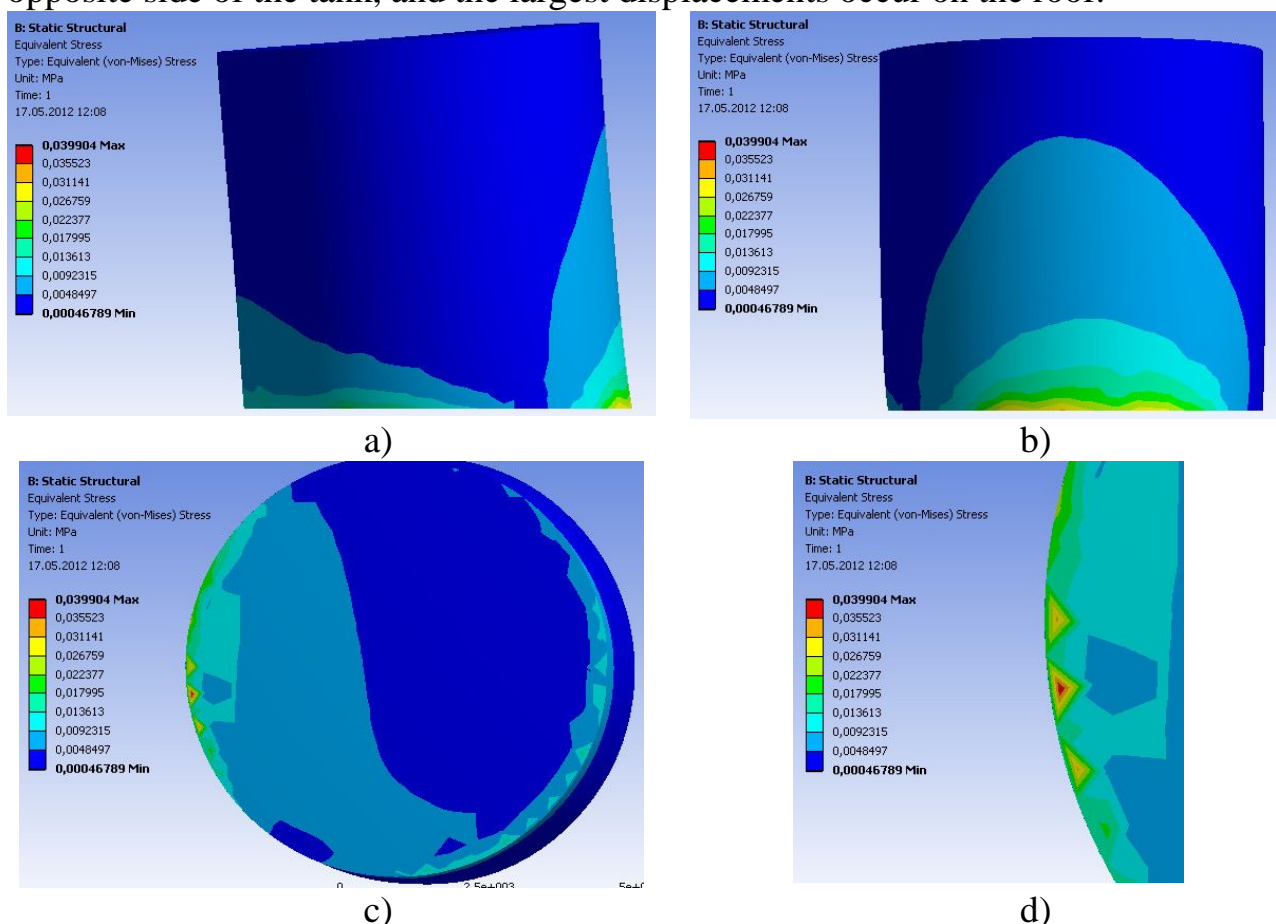 opposite side of the tank, and the largest displacements occur on the roof.
B: Static Structural
Equivalent Stress
Type: Equivalent (von-Mises) Stress
Unit: MPa
Time: 1
17.05.2012 12:08
0,039904 Max
0,035523
0,031141
0,026759
0,022377
0,017995
0,013613
0,0092315
0,0048497
0,00046789 Min
a)
B: Static Structural
Equivalent Stress
Type: Equivalent (von-Mises) Stress
Unit: MPa
Time: 1
17.05.2012 12:08
0,039904 Max
0,035523
0,031141
0,026759
0,022377
0,017995
0,013613
0,0092315
0,0048497
0,00046789 Min
b)
B: Static Structural
Equivalent Stress
Type: Equivalent (von-Mises) Stress
Unit: MPa
Time: 1
17.05.2012 12:08
0,039904 Max
0,035523
0,031141
0,026759
0,022377
0,017995
0,013613
0,0092315
0,0048497
0,00046789 Min
0 2,5e+003
c)
B: Static Structural
Equivalent Stress
Type: Equivalent (von-Mises) Stress
Unit: MPa
Time: 1
17.05.2012 12:08
0,039904 Max
0,035523
0,031141
0,026759
0,022377
0,017995
0,013613
0,0092315
0,0048497
0,00046789 Min
d)